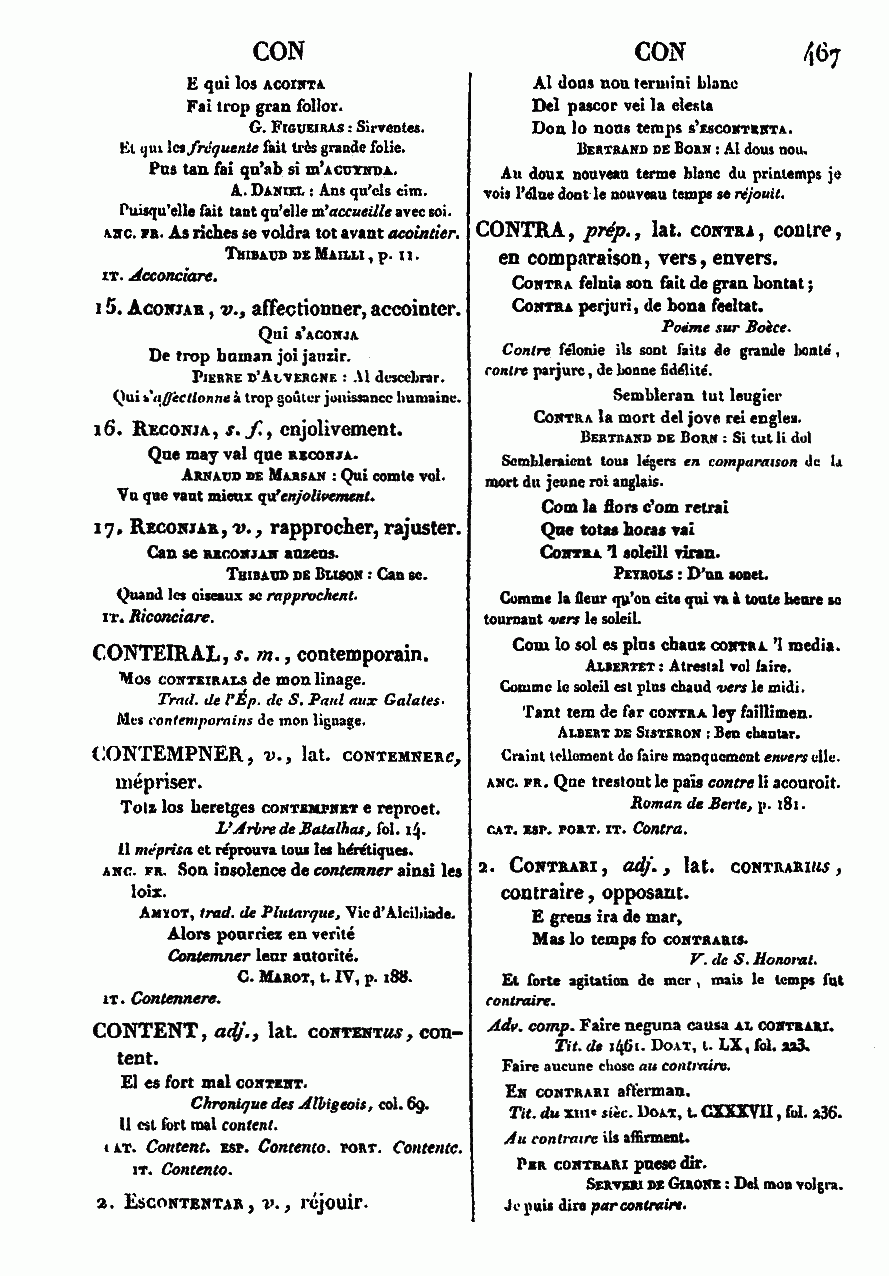 CON
E qui los ACOINTA
Fai trop gran follor.
G. FIGUEIRAS : Sirventes.
Et qui les fréquente fait très grande folie.
Pus tan fai qu'ab si m'ACUYNDA.
A. DANIEL : Ans qu'els cim.
Puisqu'elle fait tant qu'elle m'accueille avec soi.
ANC. FR. As riches se voldra tot avant acointier.
THIBAUD DE MAILLI, p. 11.
IT. Acconciare.
15. ACONJAR, v., affectionner, accointer.
Qui s'ACONJA
De trop human joi jauzir.
PIERRE D'ALVERGNE : Al descebrar.
Qui s'affectionne à trop goûter jouissance humaine.
16. RECONJA, s. f., enjolivement.
Que may val que RECONJA.
ARNAUD DE MARSAN : Qui comte vol.
Vu que vaut mieux qu'enjolivement.
17. RECONJAR, v., rapprocher, rajuster.
Can se RECONJAN auzeus.
THIBAUD DE BLISON : Can se.
Quand les oiseaux se rapprochent.
IT. Riconciare.
CONTEIRAL, s. m., contemporain.
Mos CONTEIRALS de mon linage.
Trad. de l'Ép. de S. Paul aux Galates.
Mes contemporains de mon lignage.
CONTEMPNER, v., lat. CONTEMNERe,
mépriser.
Totz los heretges CONTEMPNET e reproet.
L'Arbre de Batalhas, fol. 14.
Il méprisa et réprouva tous les hérétiques.
ANC. FR. Son insolence de contemner ainsi les
loix.
AMYOT, trad. de Plutarque, Vie d'Alcibiade.
Alors pourriez en verité
Contemner leur autorité.
C. MAROT, t. IV, p. 188.
IT. Contennere.
CONTENT, adj., lat. CONTENTus, con-
tent.
El es fort mal CONTENT.
Chronique des Albigeois, col. 69.
Il est fort mal content.
CAT. Content. ESP. Contento. PORT. Contente.
IT. Contento.
2. ESCONTENTAR, v., réjouir.
CON 467
Al dous nou termini blanc
Del pascor vei la elesta
Don lo nous temps s'ESCONTENTA.
BERTRAND DE BORN : Al dous nou.
Au doux nouveau terme blanc du printemps je
vois l'élue dont le nouveau temps se réjouit.
CONTRA, prép., lat. CONTRA, contre,
en comparaison, vers, envers.
CONTRA felnia son fait de gran bontat;
CONTRA perjuri, de bona feeltat.
Poëme sur Boèce.
Contre félonie ils sont faits de grande bonté,
contre parjure, de bonne fidélité.
Sembleran tut leugier
CONTRA la mort del jove rei engles.
BERTRAND DE BORN : Si tut li dol
Sembleraient tous légers en comparaison de la
mort du jeune roi anglais.
Com la flors c'om retrai
Que totas horas vai
CONTRA 'l soleill viran.
PEYROLS : D'un sonet.
Comme la fleur qu'on cite qui va à toute heure se
tournant vers le soleil.
Com lo sol es plus chauz CONTRA 'l media.
ALBERTET : Atrestal vol faire.
Comme le soleil est plus chaud vers le midi.
Tant tem de far CONTRA ley faillimen.
ALBERT DE SISTERON : Ben chantar.
Craint tellement de faire manquement envers elle.
ANC. FR. Que trestout le païs contre li acouroit.
Roman de Berte, p. 181.
CAT. ESP. PORT. IT. Contra.
2. CONTRARI, adj., lat. CONTRARIus,
contraire, opposant.
E greus ira de mar,
Mas lo temps fo CONTRARIS.
V. de S. Honorat.
Et forte agitation de mer, mais le temps fut
contraire.
Adv. comp. Faire neguna causa AL CONTRARI.
Tit. de 1461. DOAT, t. LX, fol. 223.
Faire aucune chose au contraire.
EN CONTRARI afferman.
Tit. du XIIIe sièc. DOAT, t. CXXXVII, fol. 236.
Au contraire ils affirment.
PER CONTRARI puesc dir.
SERVERI DE GIRONE : Del mon volgra.
Je puis dire par contraire.